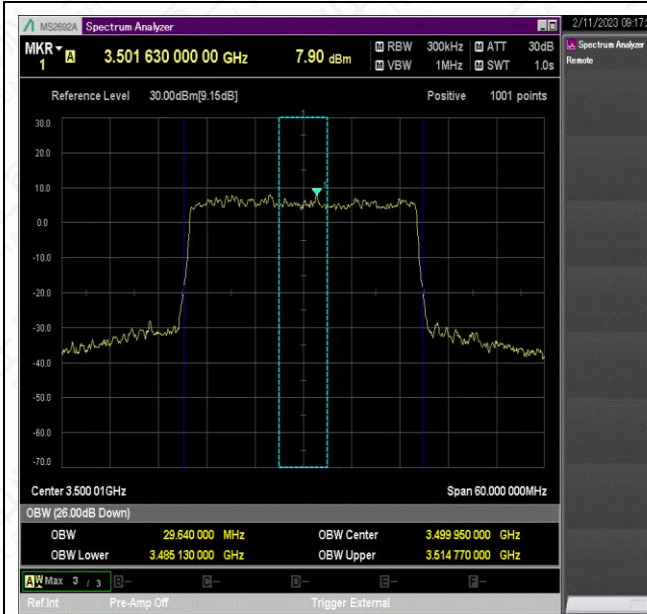 MS2692A Spectrum Analyzer
2/11/2023 09:17:
MKR 1 A 3.501 630 000 00 GHz 7.90 dBm
M RBW 300kHz M ATT 30dB
M VBW 1MHz M SWT 1.0s
Spectrum Analyzer
Remote
Reference Level 30.00dBm[9.15dB] Positive 1001 points
30.0
20.0
10.0
1
0.0
-10.0
-20.0
-30.0
-40.0
-50.0
-60.0
-70.0
Center 3.500 01GHz Span 60.000 000MHz
OBW (26.00dB Down)
OBW 29.640 000 MHz OBW Center 3.499 950 000 GHz
OBW Lower 3.485 130 000 GHz OBW Upper 3.514 770 000 GHz
A W Max 3 / 3 B- C- D- E- F-
Ref.Int Pre-Amp Off Trigger External